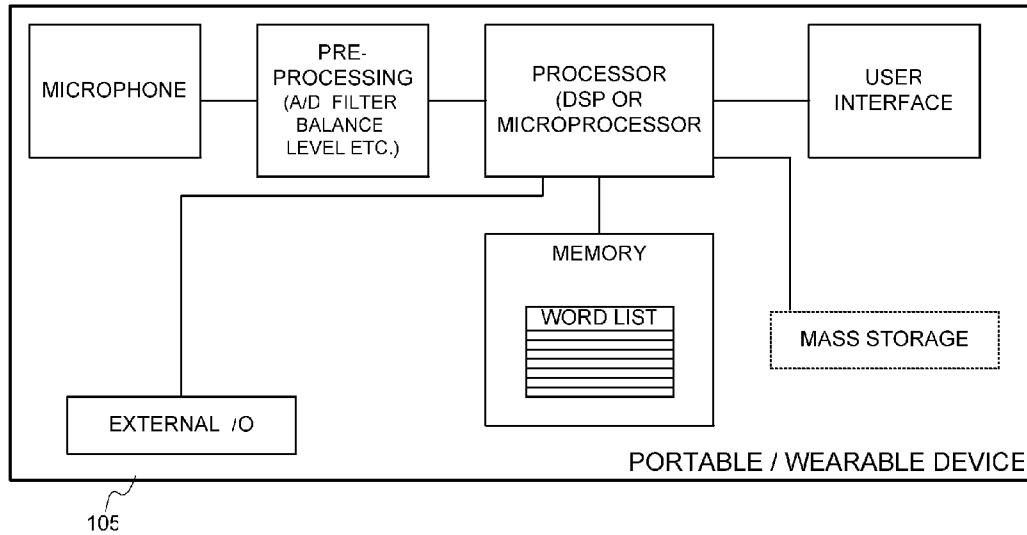 MICROPHONE
PRE-
PROCESSING
(A/D FILTER
BALANCE
LEVEL ETC.)
PROCESSOR
(DSP OR
MICROPROCESSOR
USER
INTERFACE
MEMORY
WORD LIST
MASS STORAGE
EXTERNAL /O
PORTABLE / WEARABLE DEVICE
105